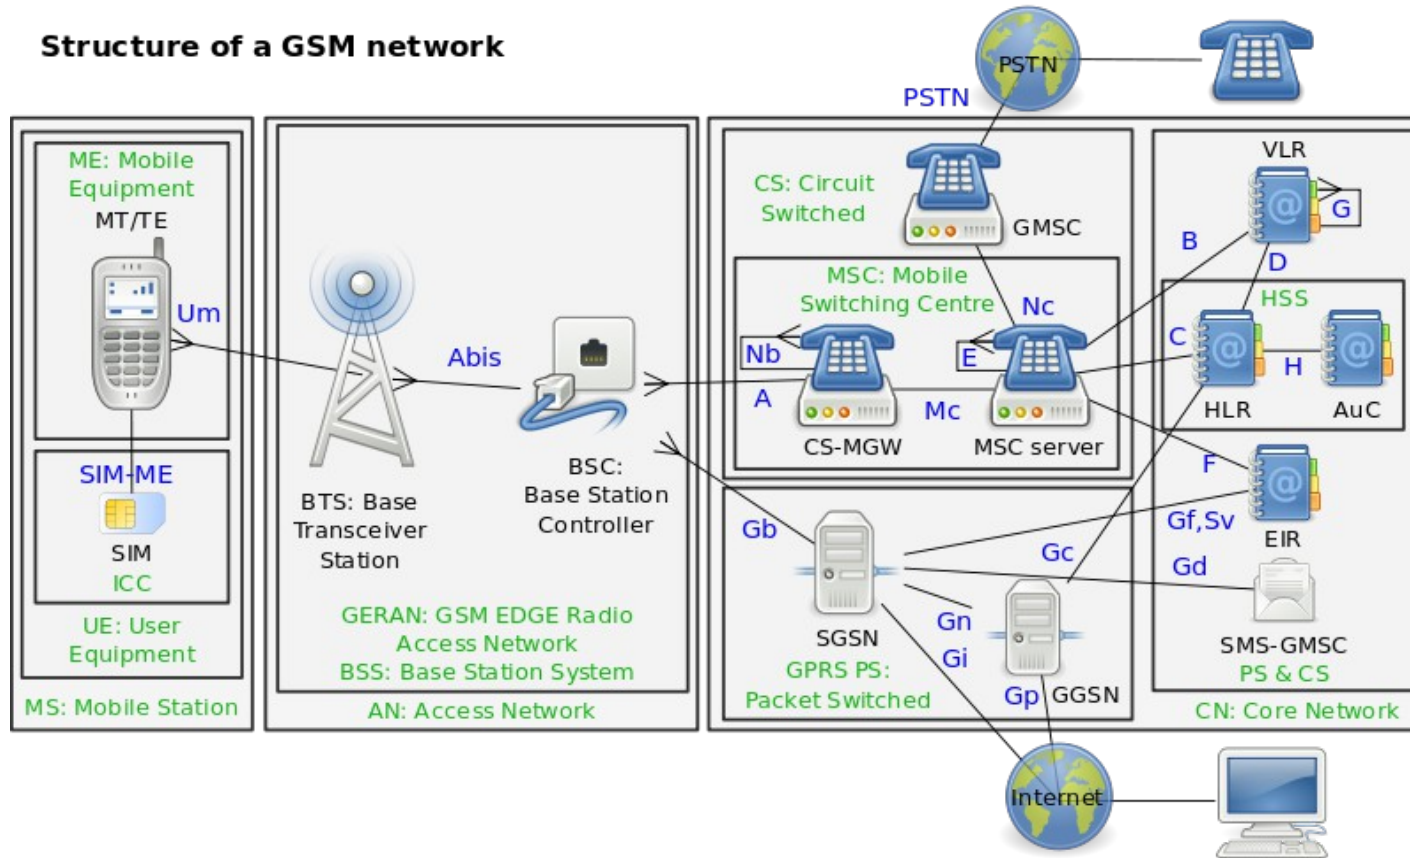 Structure of a GSM network
PSTN
PSTN
ME: Mobile
Equipment
MT/TE
Um
SIM-ME
SIM
ICC
UE: User
Equipment
MS: Mobile Station
Abis
BTS: Base
Transceiver
Station
BSC:
Base Station
Controller
GERAN: GSM EDGE Radio
Access Network
BSS: Base Station System
AN: Access Network
CS: Circuit
Switched
GMSC
MSC: Mobile
Switching Centre
Nc
Nb
E
A
Mc
CS-MGW
MSC server
VLR
G
B
D
HSS
C
H
HLR
AuC
F
Gf,Sv
EIR
Gb
Gc
Gd
Gn
Gi
SGSN
GPRS PS:
Packet Switched
Gp
GGSN
SMS-GMSC
PS & CS
CN: Core Network
Internet